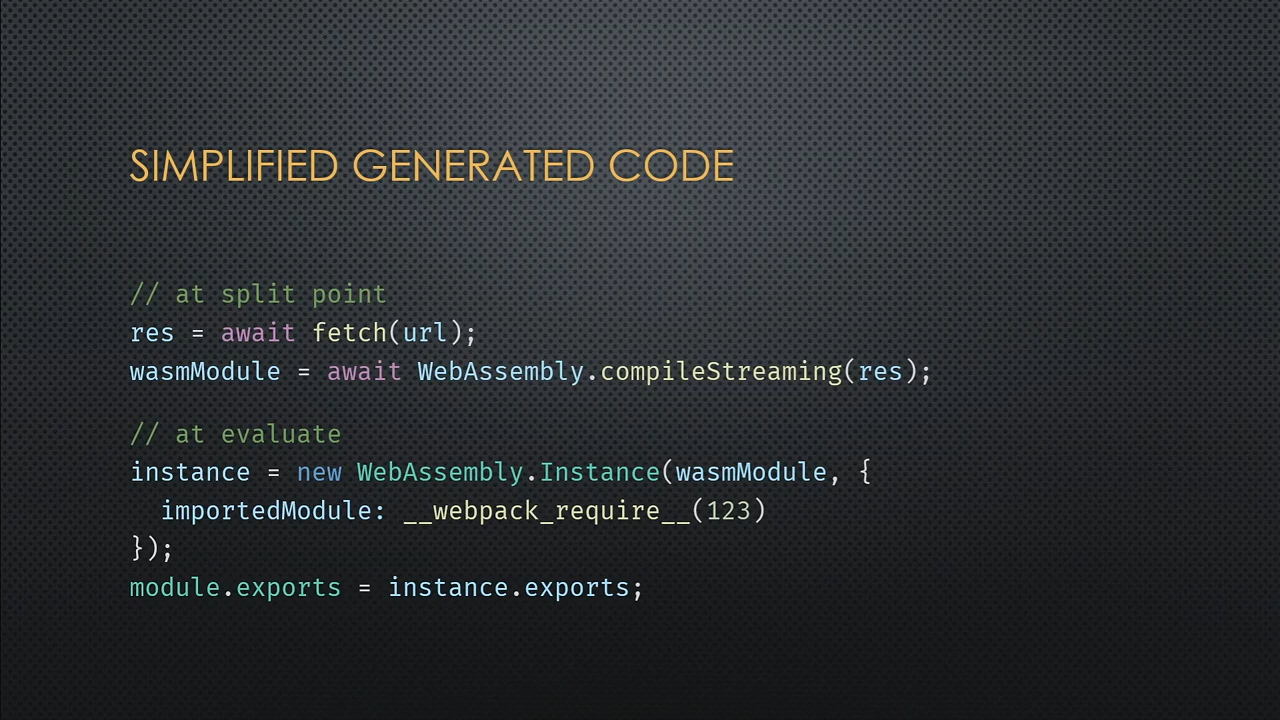 SIMPLIFIED GENERATED CODE
// at split point
res = await fetch(url);
wasmModule = await WebAssembly.compileStreaming(res);
// at evaluate
instance = new WebAssembly.Instance(wasmModule, {
  importedModule: __webpack_require__(123)
});
module.exports = instance.exports;